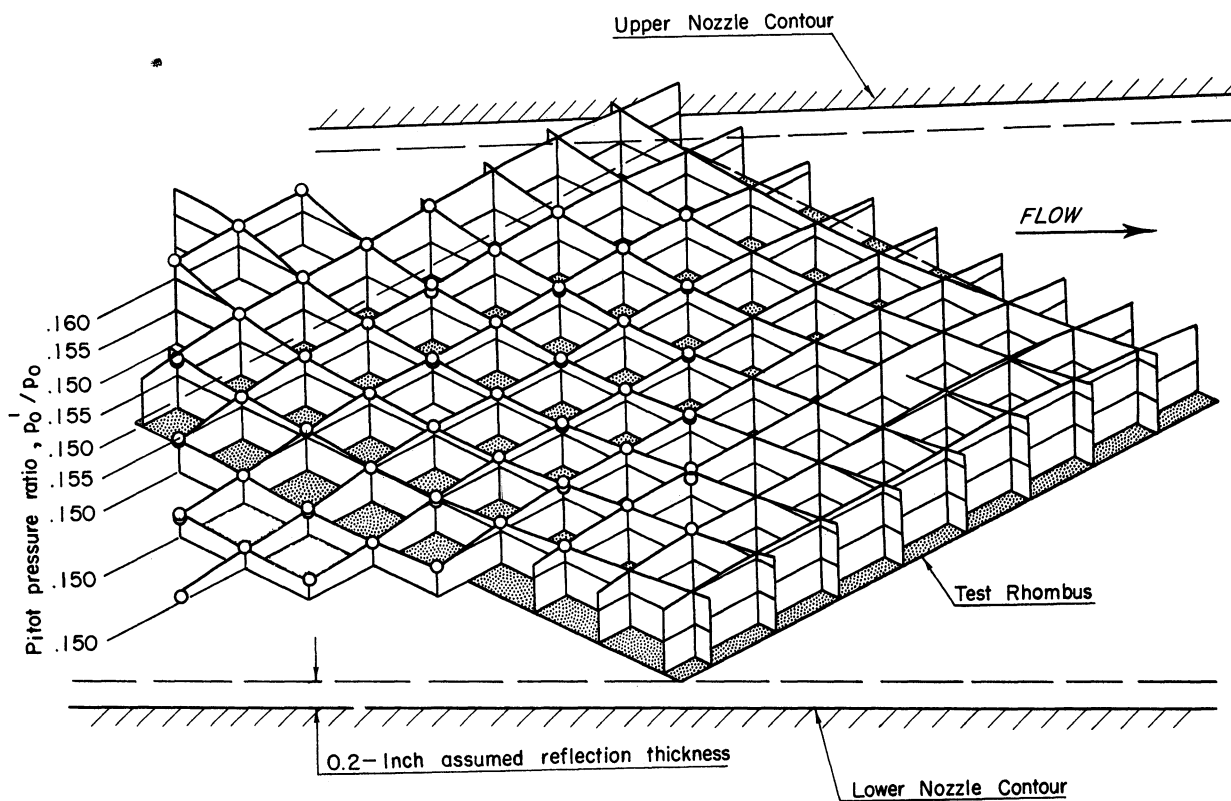 Upper Nozzle Contour
FLOW
.160
.155
.150
.155
.150
.155
.150
.150
.150
Pitot pressure ratio, p₀'/p₀
Test Rhombus
0.2-Inch assumed reflection thickness
Lower Nozzle Contour